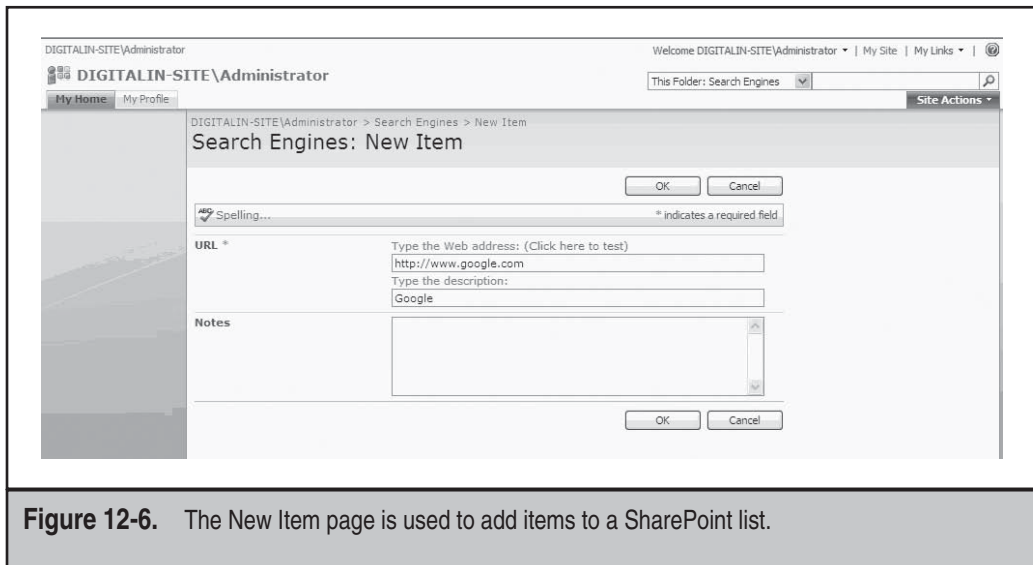 DIGITALIN-SITE\Administrator
Welcome DIGITALIN-SITE\Administrator | My Site | My Links |
DIGITALIN-SITE\Administrator
This Folder: Search Engines
My Home My Profile
Site Actions
DIGITALIN-SITE\Administrator > Search Engines > New Item
Search Engines: New Item
OK Cancel
ABC Spelling...
* indicates a required field
URL *
Type the Web address: (Click here to test)
http://www.google.com
Type the description:
Google
Notes
OK Cancel
Figure 12-6. The New Item page is used to add items to a SharePoint list.